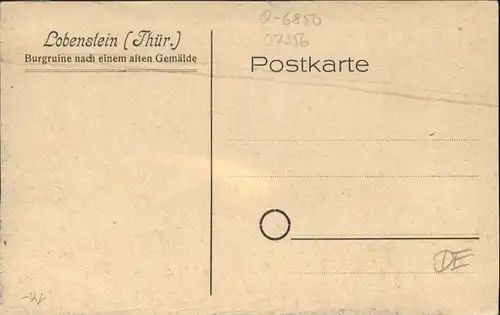 Lobenstein (Thür.)
Burgruine nach einem alten Gemälde
O-6850
Postkarte
DE